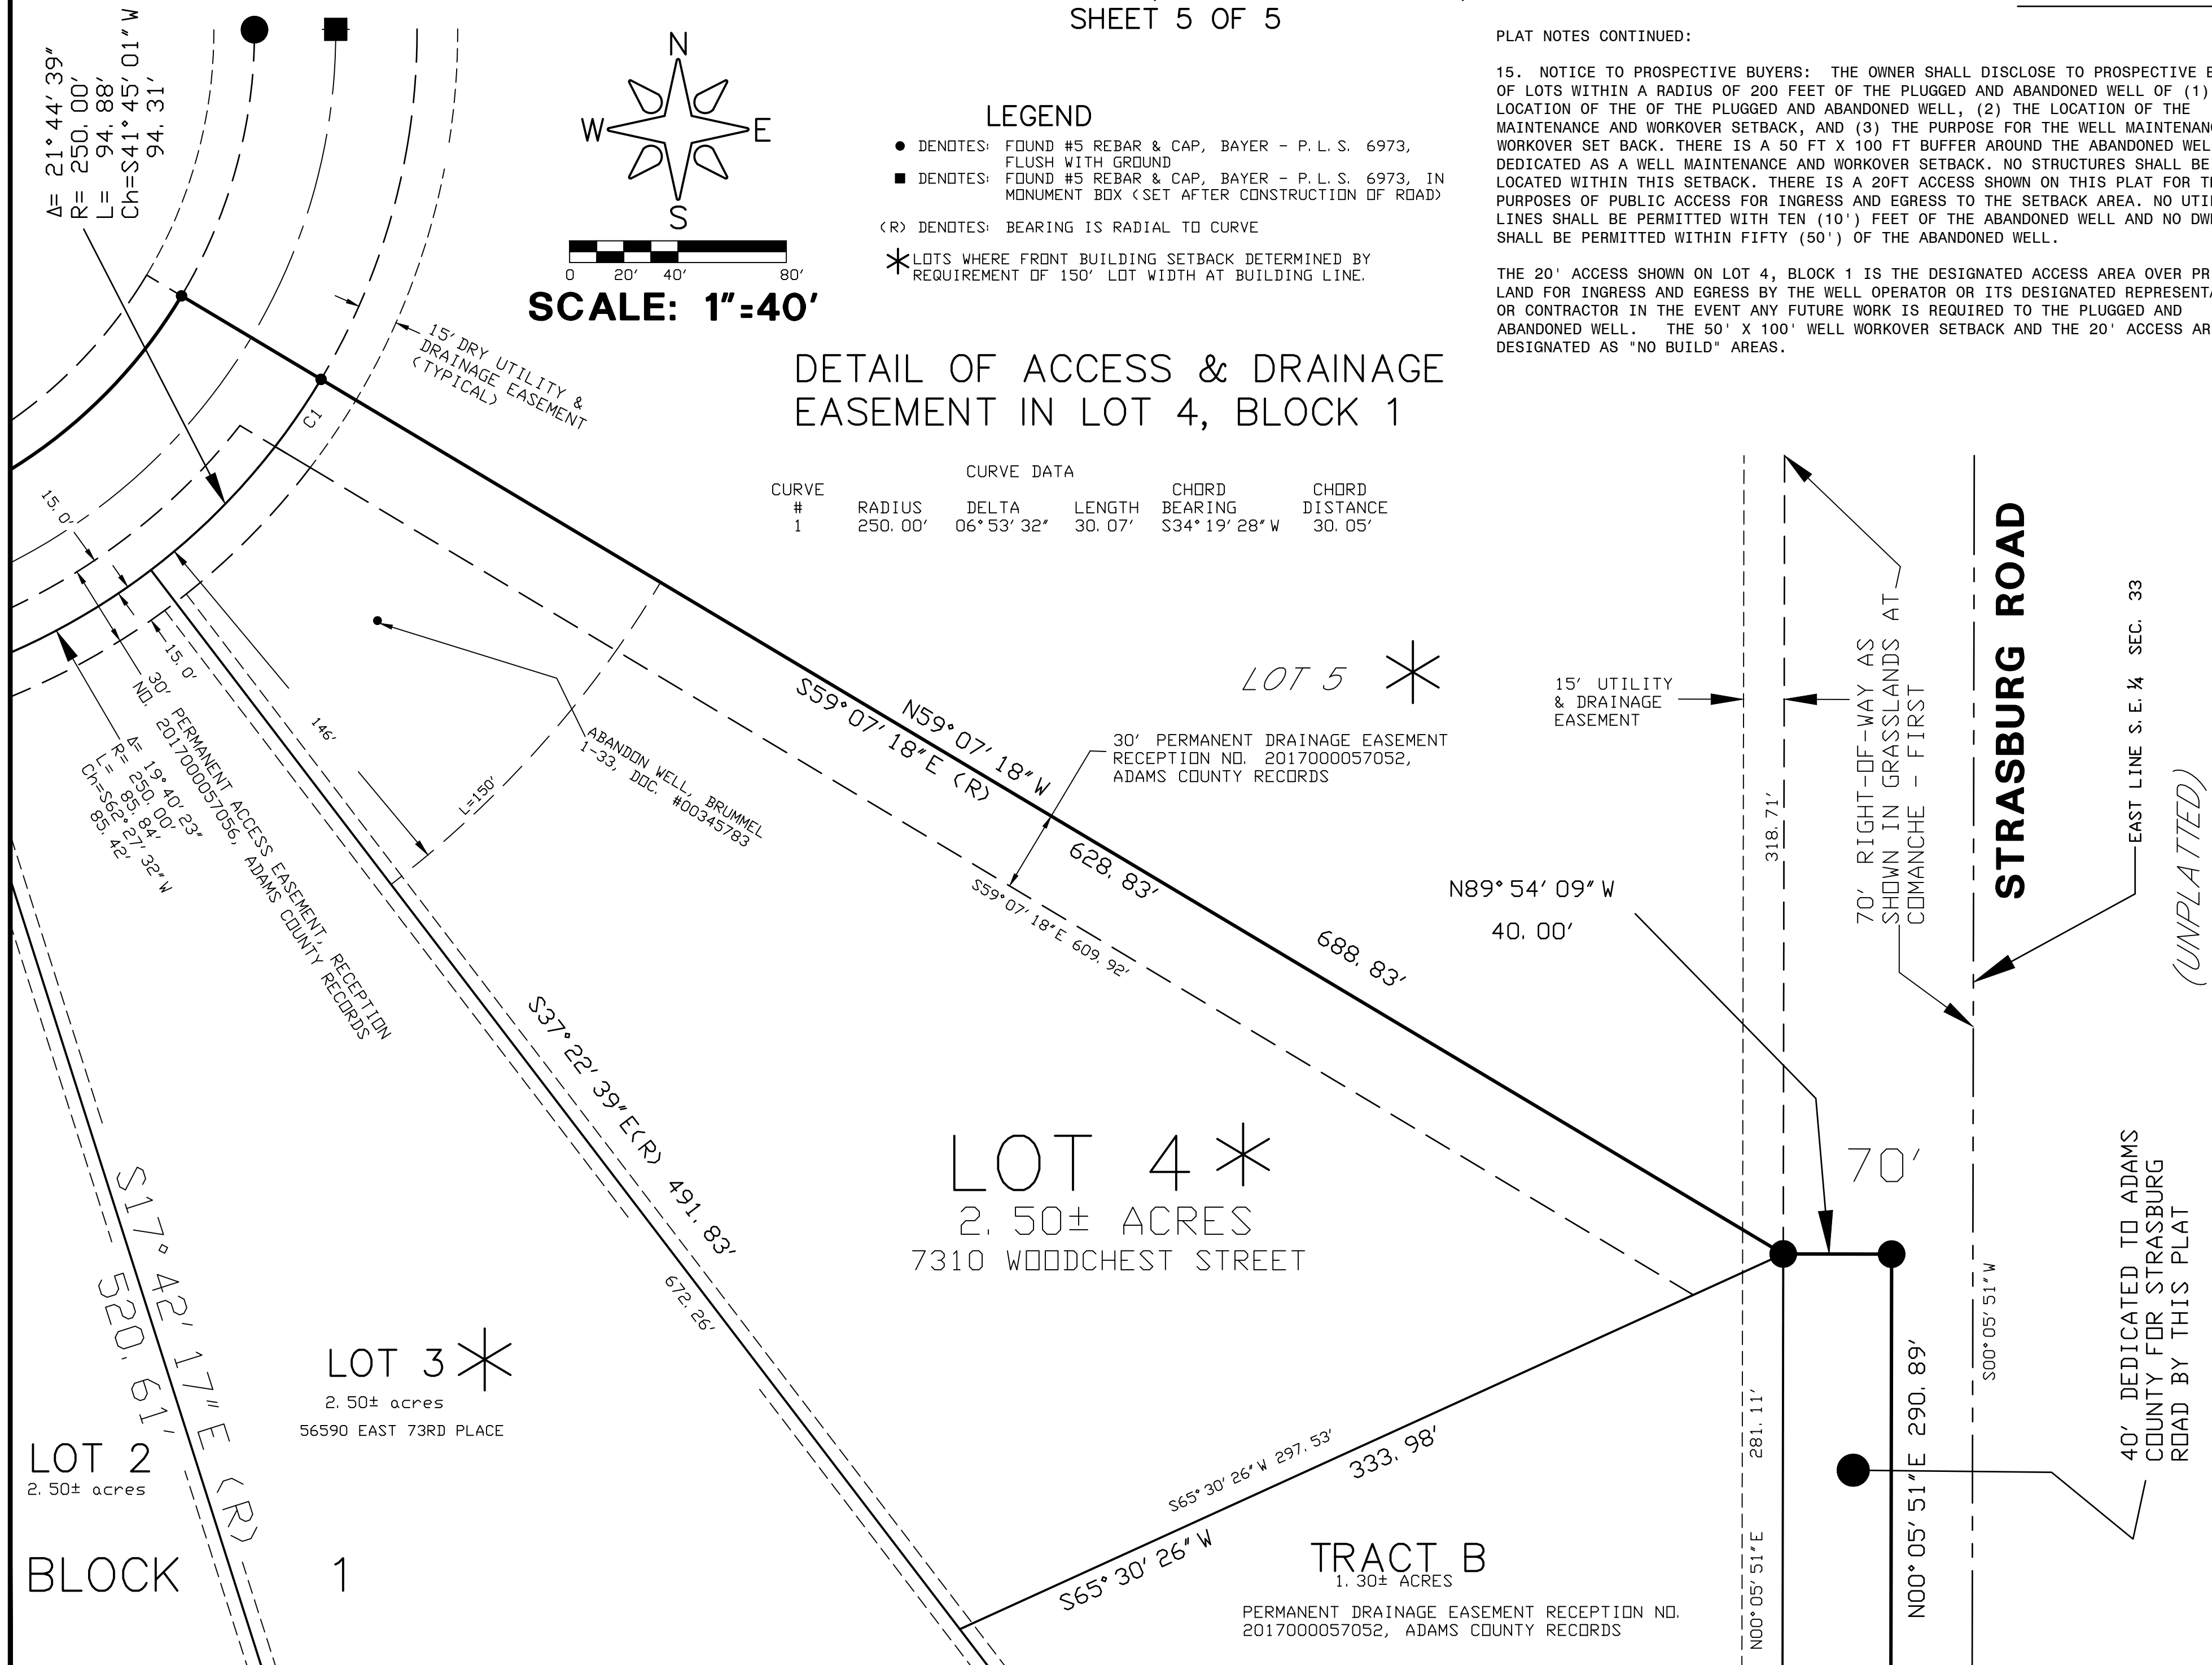 SHEET 5 OF 5
Δ= 21°44'39"
R= 250.00'
L= 94.88'
Ch=S41°45'01"W
94.31'
N
W
E
S
0 20' 40' 80'
SCALE: 1"=40'
LEGEND
● DENOTES: FOUND #5 REBAR & CAP, BAYER - P.L.S. 6973,
FLUSH WITH GROUND
■ DENOTES: FOUND #5 REBAR & CAP, BAYER - P.L.S. 6973, IN
MONUMENT BOX (SET AFTER CONSTRUCTION OF ROAD)
(R) DENOTES: BEARING IS RADIAL TO CURVE
LOTS WHERE FRONT BUILDING SETBACK DETERMINED BY
REQUIREMENT OF 150' LOT WIDTH AT BUILDING LINE.
PLAT NOTES CONTINUED:
15. NOTICE TO PROSPECTIVE BUYERS: THE OWNER SHALL DISCLOSE TO PROSPECTIVE
OF LOTS WITHIN A RADIUS OF 200 FEET OF THE PLUGGED AND ABANDONED WELL OF (1)
LOCATION OF THE OF THE PLUGGED AND ABANDONED WELL, (2) THE LOCATION OF THE
MAINTENANCE AND WORKOVER SETBACK, AND (3) THE PURPOSE FOR THE WELL MAINTENAN
WORKOVER SET BACK. THERE IS A 50 FT X 100 FT BUFFER AROUND THE ABANDONED WEL
DEDICATED AS A WELL MAINTENANCE AND WORKOVER SETBACK. NO STRUCTURES SHALL BE
LOCATED WITHIN THIS SETBACK. THERE IS A 20FT ACCESS SHOWN ON THIS PLAT FOR T
PURPOSES OF PUBLIC ACCESS FOR INGRESS AND EGRESS TO THE SETBACK AREA. NO UTI
LINES SHALL BE PERMITTED WITH TEN (10') FEET OF THE ABANDONED WELL AND NO DW
SHALL BE PERMITTED WITHIN FIFTY (50') OF THE ABANDONED WELL.
THE 20' ACCESS SHOWN ON LOT 4, BLOCK 1 IS THE DESIGNATED ACCESS AREA OVER PR
LAND FOR INGRESS AND EGRESS BY THE WELL OPERATOR OR ITS DESIGNATED REPRESENT
OR CONTRACTOR IN THE EVENT ANY FUTURE WORK IS REQUIRED TO THE PLUGGED AND
ABANDONED WELL. THE 50' X 100' WELL WORKOVER SETBACK AND THE 20' ACCESS AR
DESIGNATED AS "NO BUILD" AREAS.
15' DRY UTILITY &
DRAINAGE EASEMENT
(TYPICAL)
DETAIL OF ACCESS & DRAINAGE
EASEMENT IN LOT 4, BLOCK 1
CURVE DATA
CURVE CHORD CHORD
# RADIUS DELTA LENGTH BEARING DISTANCE
1 250.00' 06°53'32" 30.07' S34°19'28"W 30.05'
C1
15.0'
15.0'
30' PERMANENT ACCESS EASEMENT, RECEPTION
NO. 2017000057056, ADAMS COUNTY RECORDS
Δ= 19°40'23"
R= 250.00'
L= 85.84'
Ch=S62°27'32"W
85.42'
146'
L=150'
ABANDON WELL, BRUMMEL
1-33, DOC. #00345783
N59°07'18"W
S59°07'18"E (R)
LOT 5
30' PERMANENT DRAINAGE EASEMENT
RECEPTION NO. 2017000057052,
ADAMS COUNTY RECORDS
628.83'
688.83'
S59°07'18"E 609.92'
15' UTILITY
& DRAINAGE
EASEMENT
318.71'
70' RIGHT-OF-WAY AS
SHOWN IN GRASSLANDS AT
COMANCHE - FIRST
STRASBURG ROAD
EAST LINE S.E.¼ SEC. 33
(UNPLATTED)
N89°54'09"W
40.00'
70'
S37°22'39"E(R) 491.83'
672.26'
LOT 4
2.50± ACRES
7310 WOODCHEST STREET
S17°42'17"E (R)
520.61'
LOT 3
2.50± acres
56590 EAST 73RD PLACE
LOT 2
2.50± acres
BLOCK 1
S65°30'26"W 297.53'
333.98'
S65°30'26"W
TRACT B
1.30± ACRES
PERMANENT DRAINAGE EASEMENT RECEPTION NO.
2017000057052, ADAMS COUNTY RECORDS
N00°05'51"E 281.11'
N00°05'51"E 290.89'
S00°05'51"W
40' DEDICATED TO ADAMS
COUNTY FOR STRASBURG
ROAD BY THIS PLAT